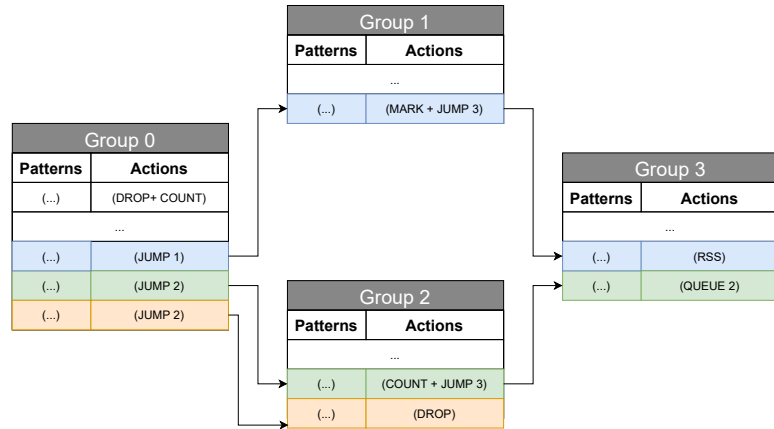 Group 1
Patterns Actions
...
(...) (MARK + JUMP 3)
Group 0
Patterns Actions
(...) (DROP+ COUNT)
...
(...) (JUMP 1)
(...) (JUMP 2)
(...) (JUMP 2)
Group 2
Patterns Actions
...
(...) (COUNT + JUMP 3)
(...) (DROP)
Group 3
Patterns Actions
...
(...) (RSS)
(...) (QUEUE 2)